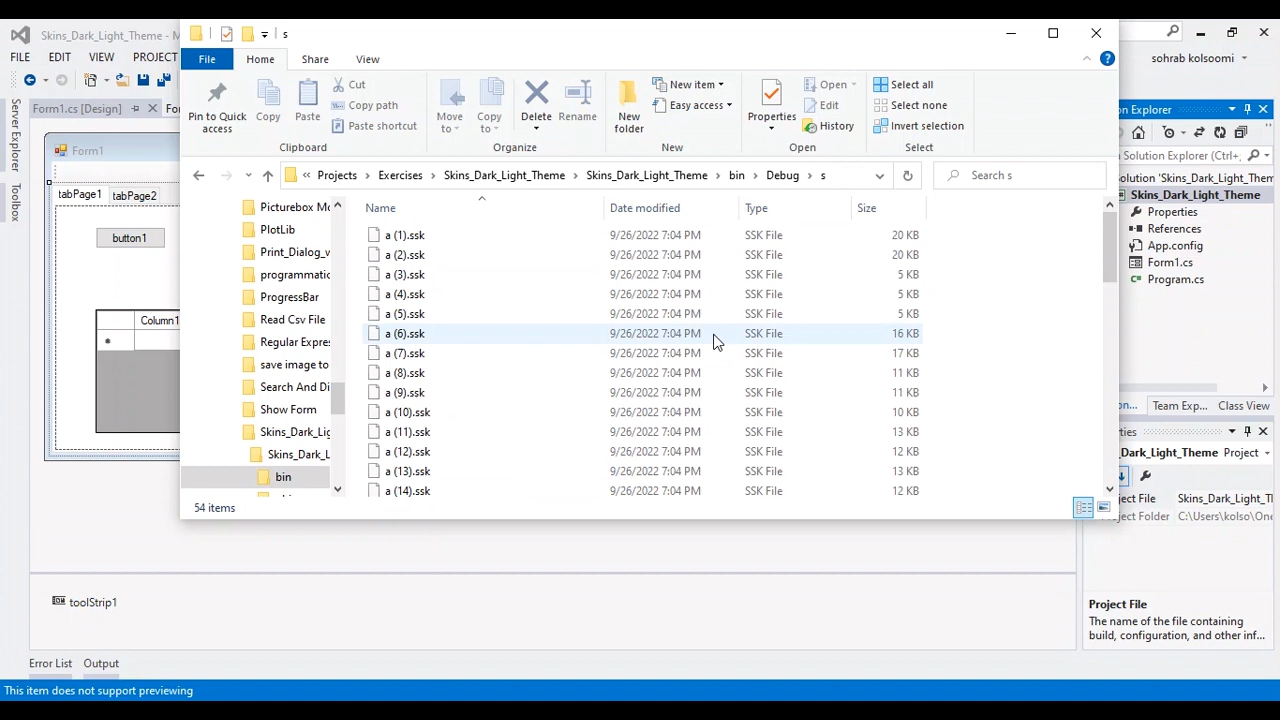 Skins_Dark_Light_Theme - M
FILE EDIT VIEW PROJECT
Form1.cs [Design]
Server Explorer
Toolbox
Form1
tabPage1 tabPage2
button1
Column1
toolStrip1
Error List Output
This item does not support previewing
s
File Home Share View
Pin to Quick access
Copy
Paste
Cut
Copy path
Paste shortcut
Clipboard
Move to
Copy to
Delete
Rename
Organize
New folder
New item
Easy access
New
Properties
Open
Edit
History
Open
Select all
Select none
Invert selection
Select
« Projects > Exercises > Skins_Dark_Light_Theme > Skins_Dark_Light_Theme > bin > Debug > s
Search s
Picturebox Mo
PlotLib
Print_Dialog_w
programmatic
ProgressBar
Read Csv File
Regular Expres
save image to
Search And Di
Show Form
Skins_Dark_Lig
Skins_Dark_L
bin
Name Date modified Type Size
a (1).ssk 9/26/2022 7:04 PM SSK File 20 KB
a (2).ssk 9/26/2022 7:04 PM SSK File 20 KB
a (3).ssk 9/26/2022 7:04 PM SSK File 5 KB
a (4).ssk 9/26/2022 7:04 PM SSK File 5 KB
a (5).ssk 9/26/2022 7:04 PM SSK File 5 KB
a (6).ssk 9/26/2022 7:04 PM SSK File 16 KB
a (7).ssk 9/26/2022 7:04 PM SSK File 17 KB
a (8).ssk 9/26/2022 7:04 PM SSK File 11 KB
a (9).ssk 9/26/2022 7:04 PM SSK File 11 KB
a (10).ssk 9/26/2022 7:04 PM SSK File 10 KB
a (11).ssk 9/26/2022 7:04 PM SSK File 13 KB
a (12).ssk 9/26/2022 7:04 PM SSK File 12 KB
a (13).ssk 9/26/2022 7:04 PM SSK File 13 KB
a (14).ssk 9/26/2022 7:04 PM SSK File 12 KB
54 items
sohrab kolsoomi
on Explorer
Solution Explorer (Ctrl+;
olution 'Skins_Dark_Light_Them
Skins_Dark_Light_Theme
Properties
References
App.config
Form1.cs
Program.cs
on... Team Exp... Class View
ties
_Dark_Light_Theme Project
ect File Skins_Dark_Light_Tl
ject Folder C:\Users\kolso\One
Project File
The name of the file containing
build, configuration, and other inf...